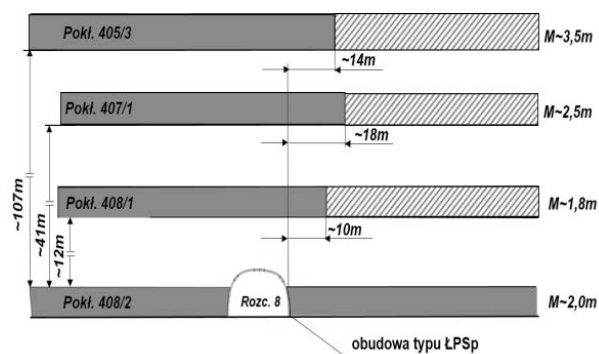 Pokł. 405/3
M~3,5m
~14m
Pokł. 407/1
M~2,5m
~18m
~107m
~41m
Pokł. 408/1
M~1,8m
~12m
~10m
Pokł. 408/2
Rozc. 8
M~2,0m
obudowa typu ŁPSp